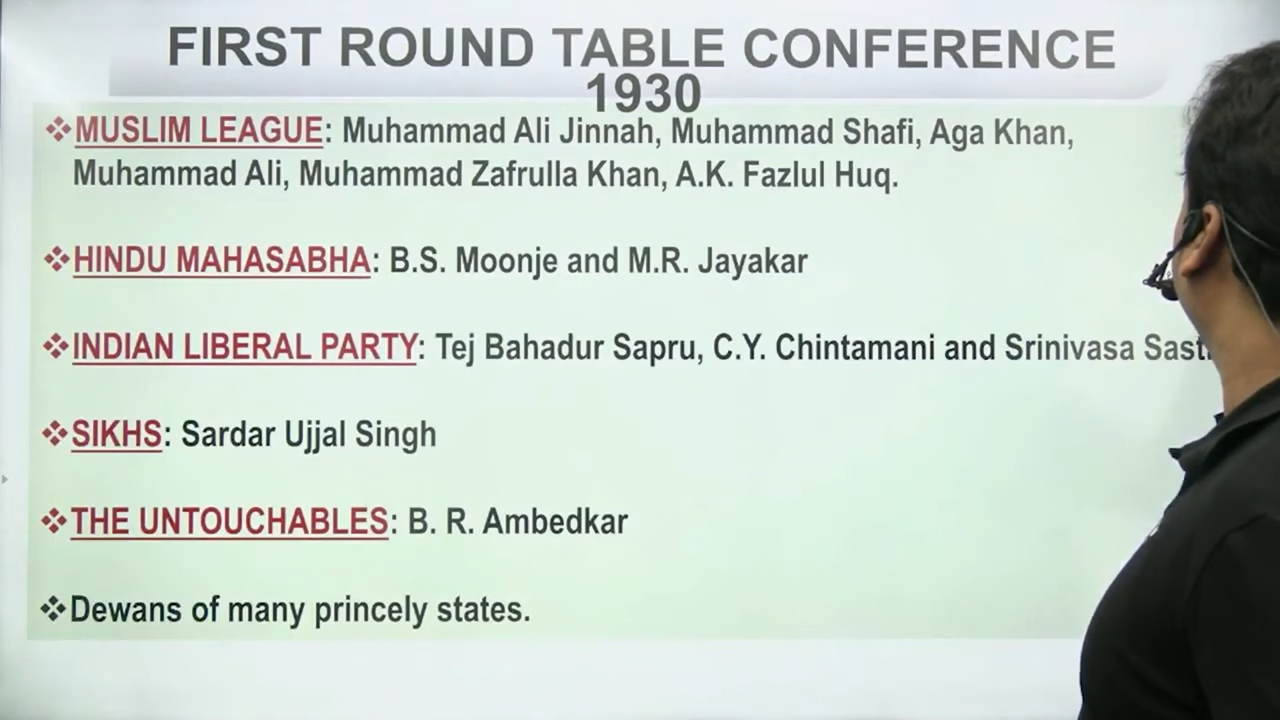 FIRST ROUND TABLE CONFERENCE
1930
❖MUSLIM LEAGUE: Muhammad Ali Jinnah, Muhammad Shafi, Aga Khan,
Muhammad Ali, Muhammad Zafrulla Khan, A.K. Fazlul Huq.
❖HINDU MAHASABHA: B.S. Moonje and M.R. Jayakar
❖INDIAN LIBERAL PARTY: Tej Bahadur Sapru, C.Y. Chintamani and Srinivasa
❖SIKHS: Sardar Ujjal Singh
❖THE UNTOUCHABLES: B. R. Ambedkar
❖Dewans of many princely states.